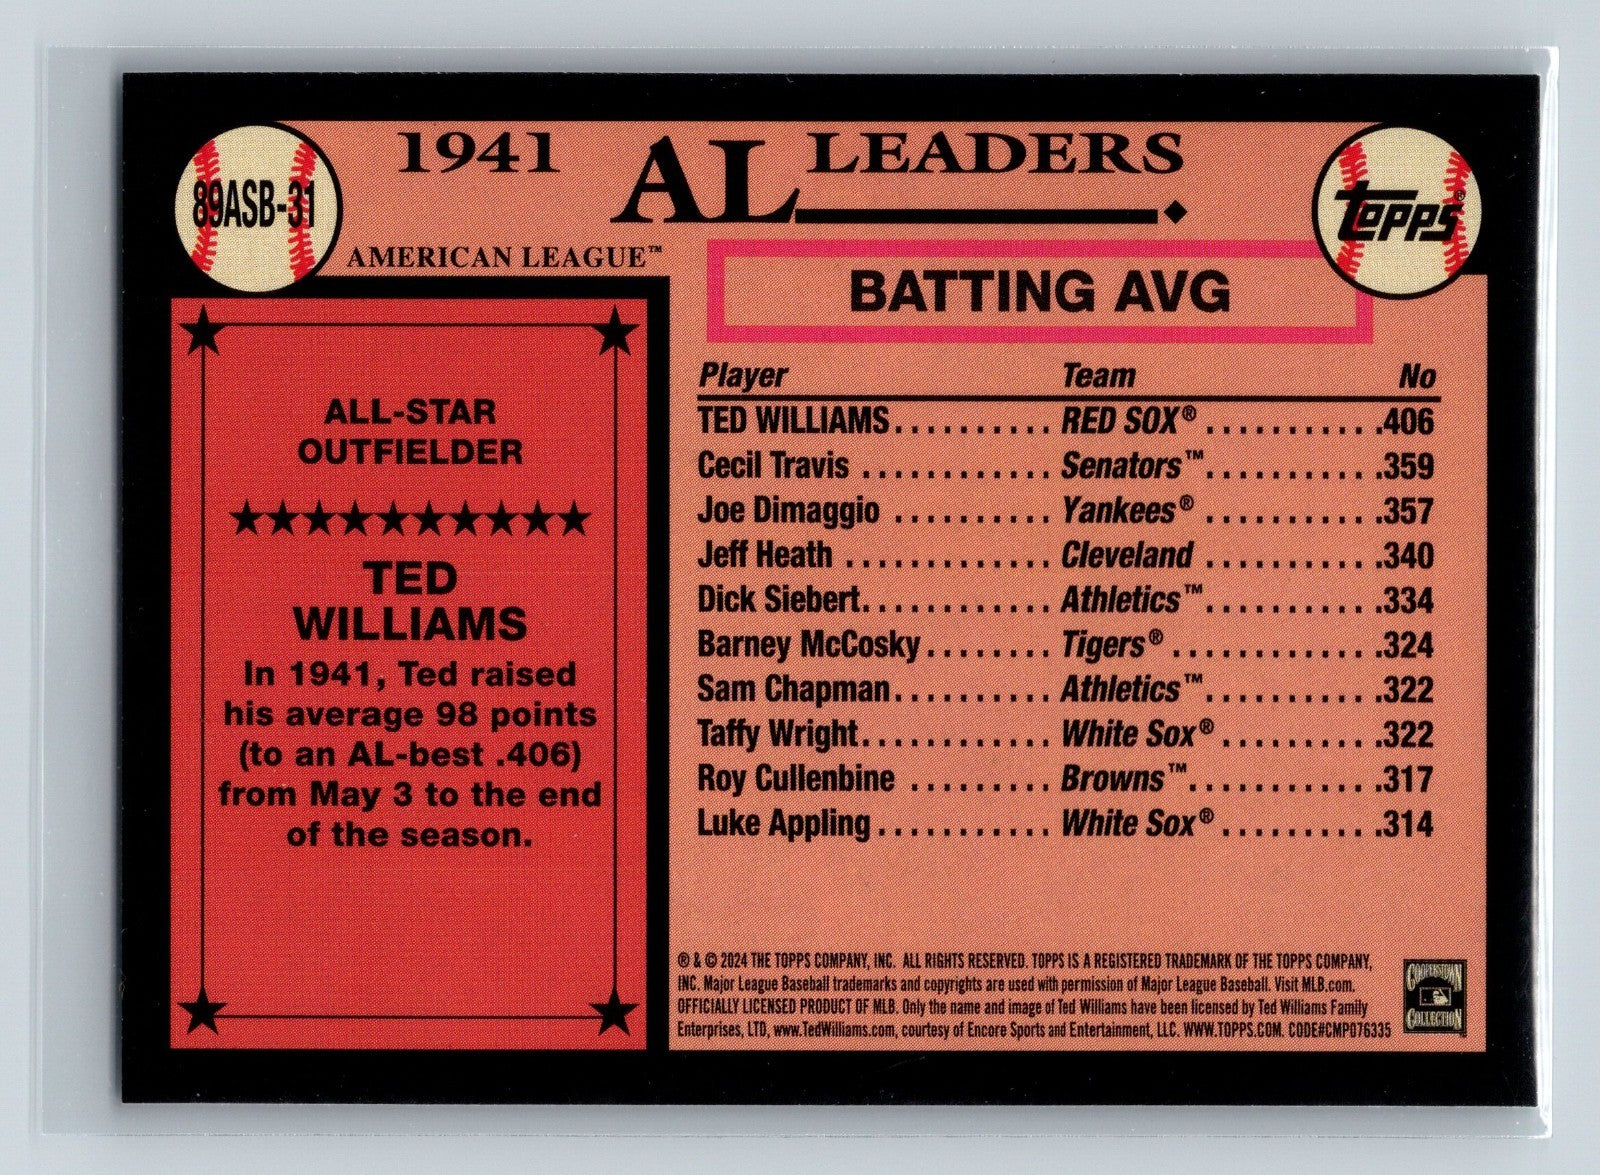 89ASB-31
1941 AL LEADERS
AMERICAN LEAGUE™
topps®
ALL-STAR
OUTFIELDER
TED
WILLIAMS
In 1941, Ted raised
his average 98 points
(to an AL-best .406)
from May 3 to the end
of the season.
BATTING AVG
Player Team No
TED WILLIAMS.......... RED SOX® ...........406
Cecil Travis ........... Senators™...........359
Joe Dimaggio .......... Yankees® ...........357
Jeff Heath ............ Cleveland ...........340
Dick Siebert........... Athletics™...........334
Barney McCosky........ Tigers® .............324
Sam Chapman.......... Athletics™...........322
Taffy Wright........... White Sox® ..........322
Roy Cullenbine ......... Browns™............317
Luke Appling........... White Sox® ..........314
® & © 2024 THE TOPPS COMPANY, INC. ALL RIGHTS RESERVED. TOPPS IS A REGISTERED TRADEMARK OF THE TOPPS COMPANY,
INC. Major League Baseball trademarks and copyrights are used with permission of Major League Baseball. Visit MLB.com.
OFFICIALLY LICENSED PRODUCT OF MLB. Only the name and image of Ted Williams have been licensed by Ted Williams Family
Enterprises, LTD, www.TedWilliams.com, courtesy of Encore Sports and Entertainment, LLC. WWW.TOPPS.COM. CODE#CMP076335
COOPERSTOWN
COLLECTION